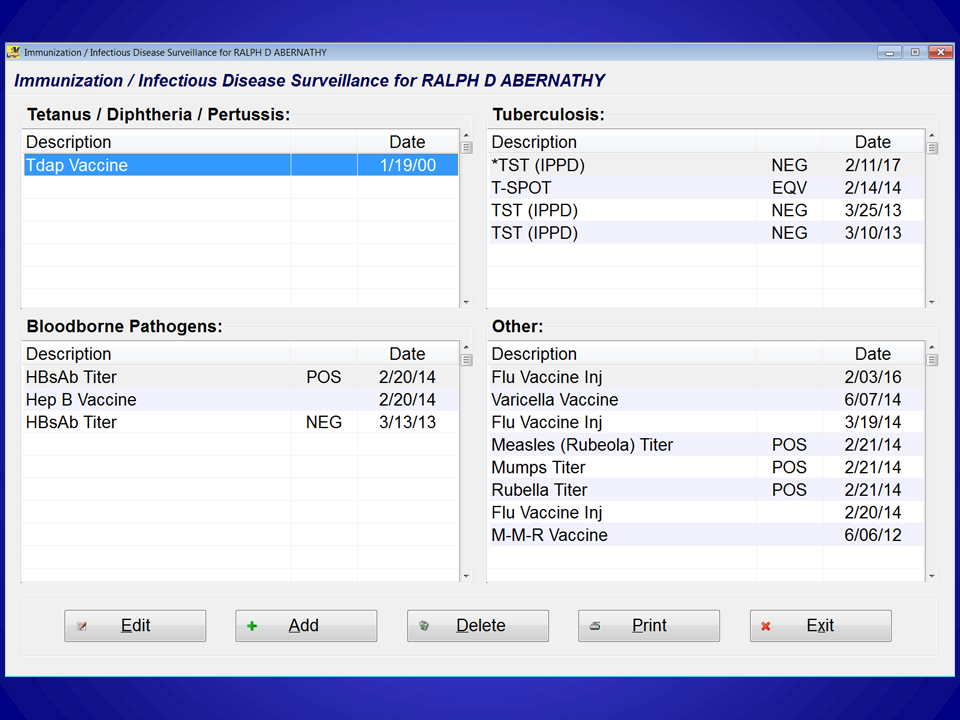 Immunization / Infectious Disease Surveillance for RALPH D ABERNATHY
Immunization / Infectious Disease Surveillance for RALPH D ABERNATHY
Tetanus / Diphtheria / Pertussis:
Description Date
Tdap Vaccine 1/19/00
Tuberculosis:
Description Date
*TST (IPPD) NEG 2/11/17
T-SPOT EQV 2/14/14
TST (IPPD) NEG 3/25/13
TST (IPPD) NEG 3/10/13
Bloodborne Pathogens:
Description Date
HBsAb Titer POS 2/20/14
Hep B Vaccine 2/20/14
HBsAb Titer NEG 3/13/13
Other:
Description Date
Flu Vaccine Inj 2/03/16
Varicella Vaccine 6/07/14
Flu Vaccine Inj 3/19/14
Measles (Rubeola) Titer POS 2/21/14
Mumps Titer POS 2/21/14
Rubella Titer POS 2/21/14
Flu Vaccine Inj 2/20/14
M-M-R Vaccine 6/06/12
Edit Add Delete Print Exit